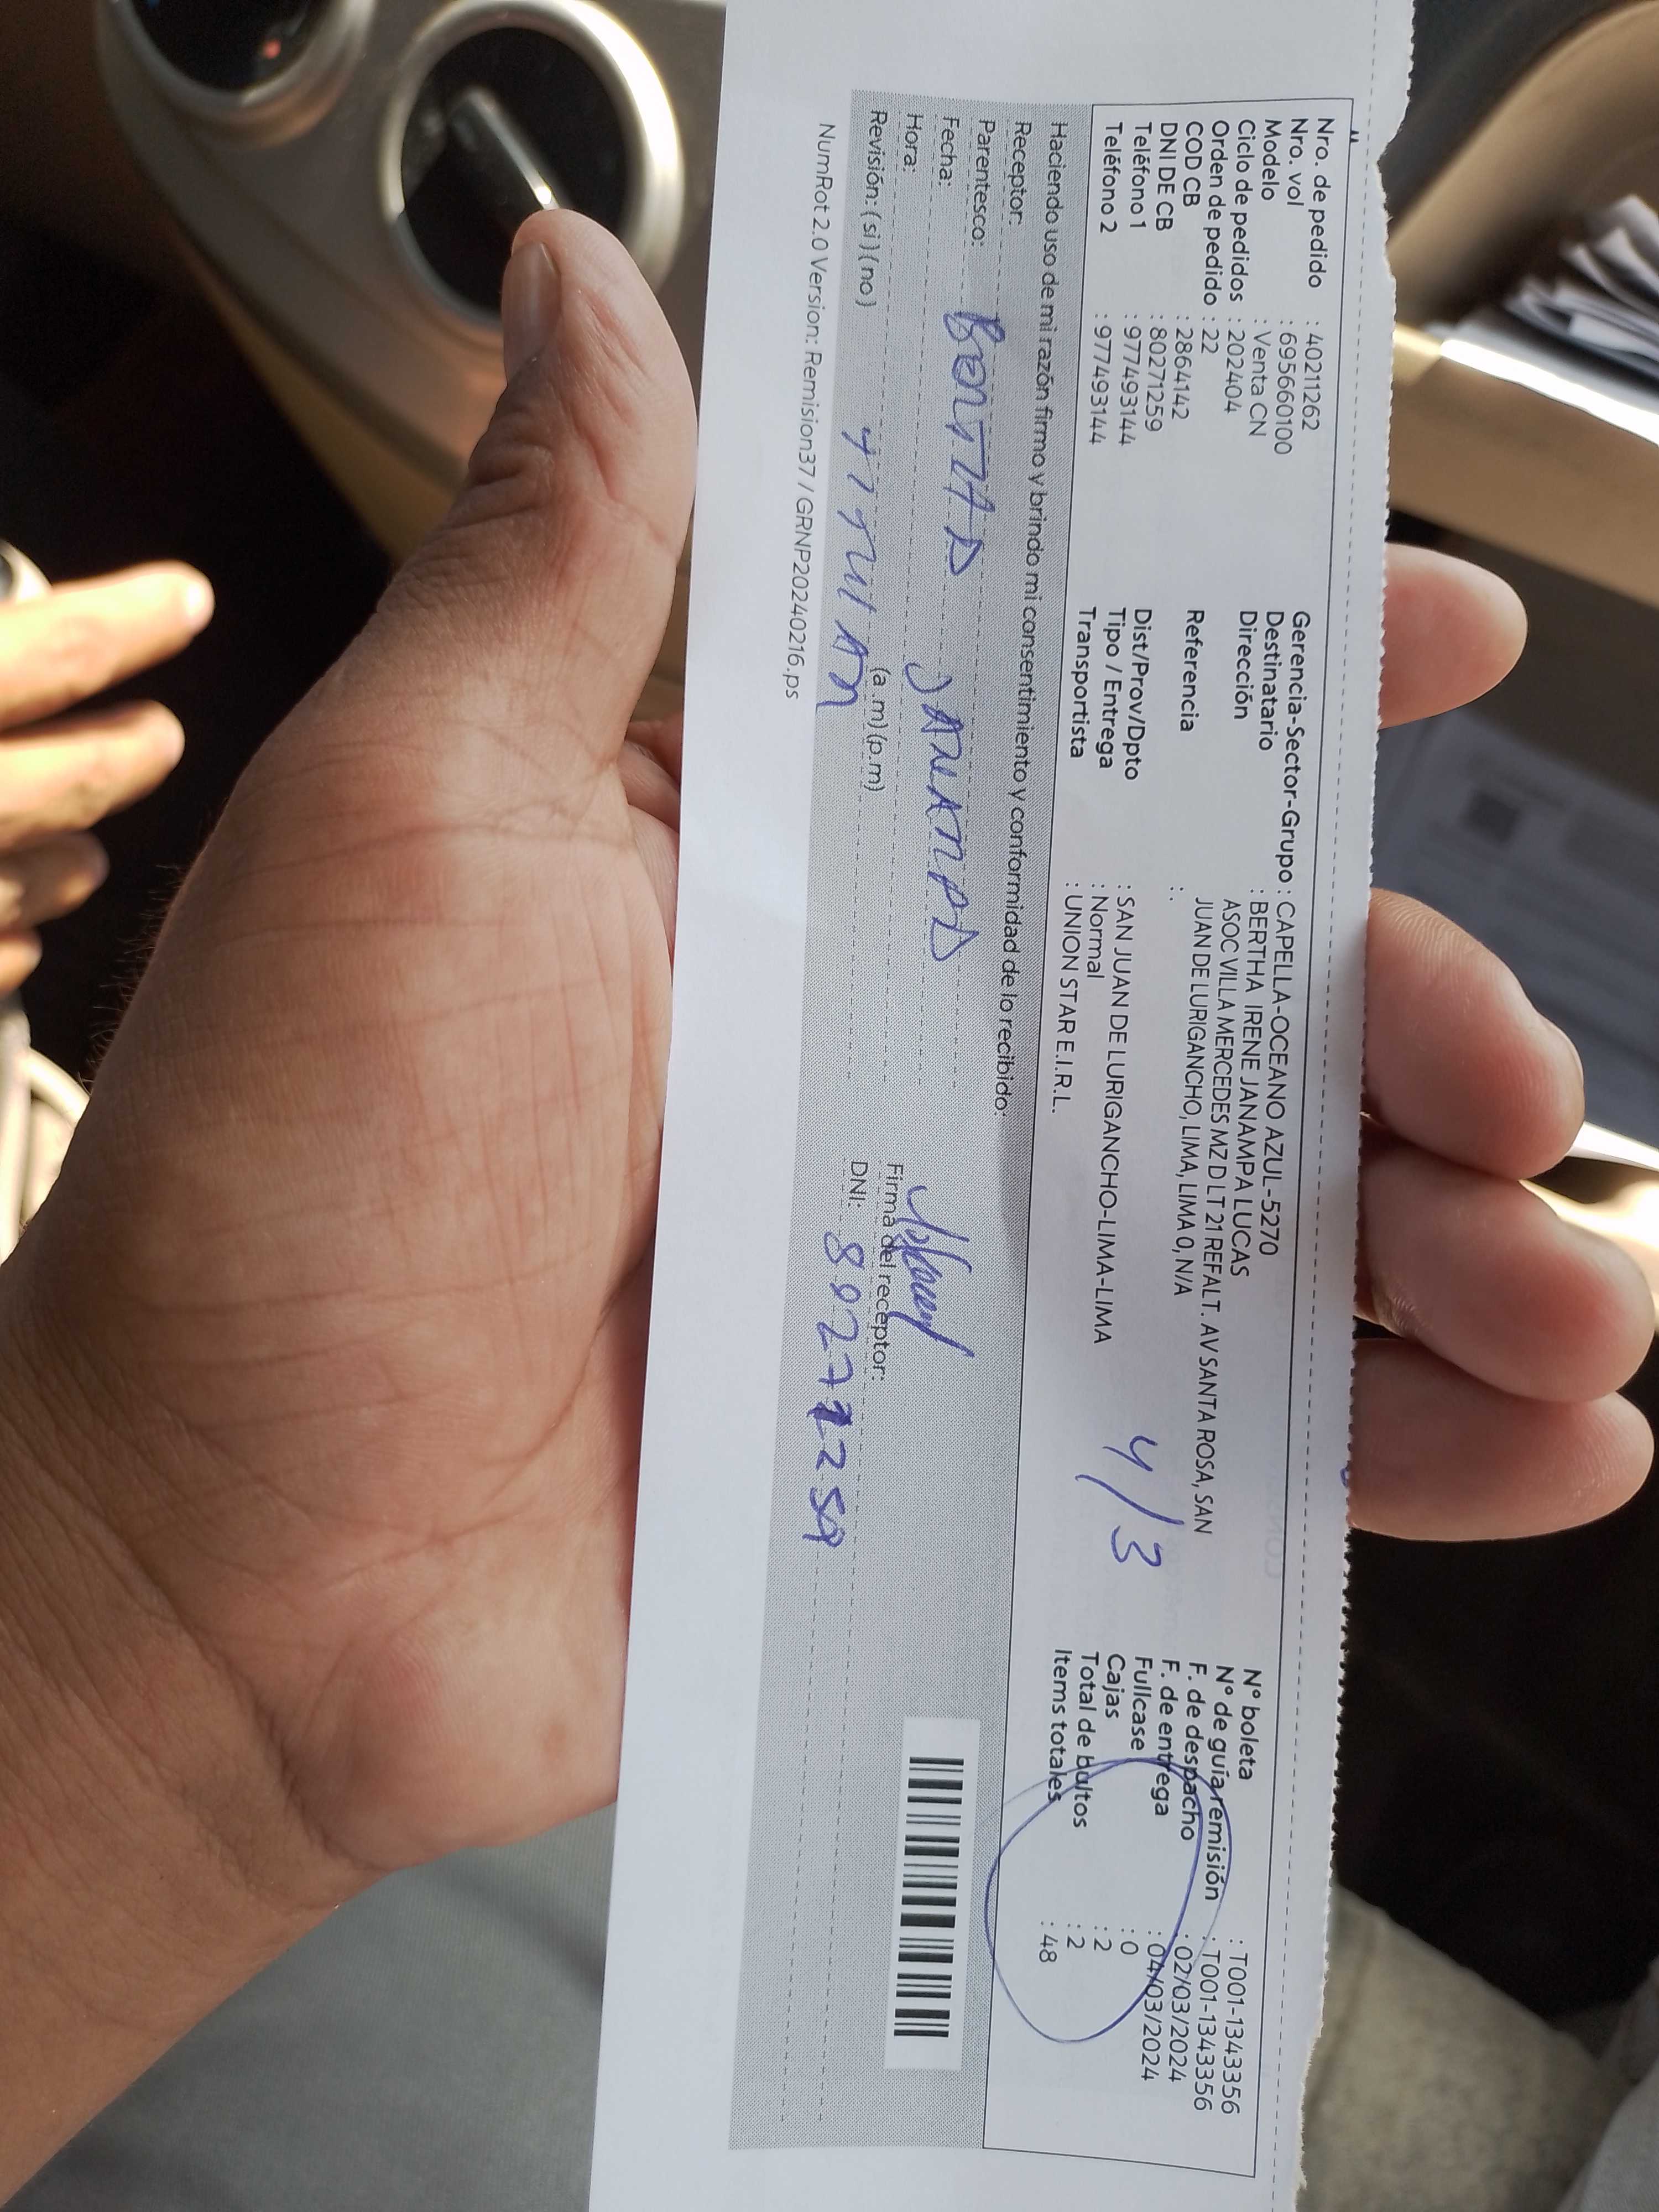 Nro. de pedido : 40211262
Nro. vol : 6956660100
Modelo : Venta CN
Ciclo de pedidos : 202404
Orden de pedido : 22
COD CB : 2864142
DNI DE CB : 80271259
Teléfono 1 : 977493144
Teléfono 2 : 977493144
Gerencia-Sector-Grupo : CAPELLA-OCEANO AZUL-5270
Destinatario : BERTHA IRENE JANAMPA LUCAS
Dirección : ASOC VILLA MERCEDES MZ D LT 21 REF ALT. AV SANTA ROSA, SAN
JUAN DE LURIGANCHO, LIMA, LIMA 0, N/A
Referencia :
Dist/Prov/Dpto : SAN JUAN DE LURIGANCHO-LIMA-LIMA
Tipo / Entrega : Normal
Transportista : UNION STAR E.I.R.L.
4/3
N° boleta : T001-1343356
N° de guía remisión : T001-1343356
F. de despacho : 02/03/2024
F. de entrega : 04/03/2024
Fullcase : 0
Cajas : 2
Total de bultos : 2
Items totales : 48
Haciendo uso de mi razón firmo y brindo mi consentimiento y conformidad de lo recibido:
Receptor:
Parentesco:
Fecha:
Hora: (a.m)(p.m)
Revisión: (si) (no)
Firma del receptor:
DNI:
NumRot 2.0 Version: Remision37 / GRNP20240216.ps